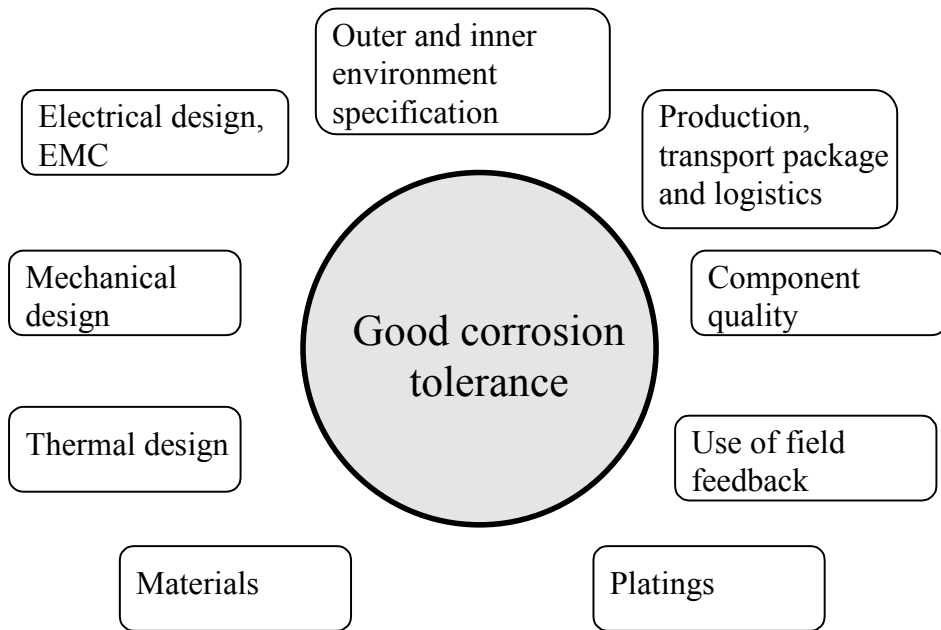 Outer and inner
environment
specification
Electrical design,
EMC
Production,
transport package
and logistics
Mechanical
design
Component
quality
Good corrosion
tolerance
Thermal design
Use of field
feedback
Materials
Platings